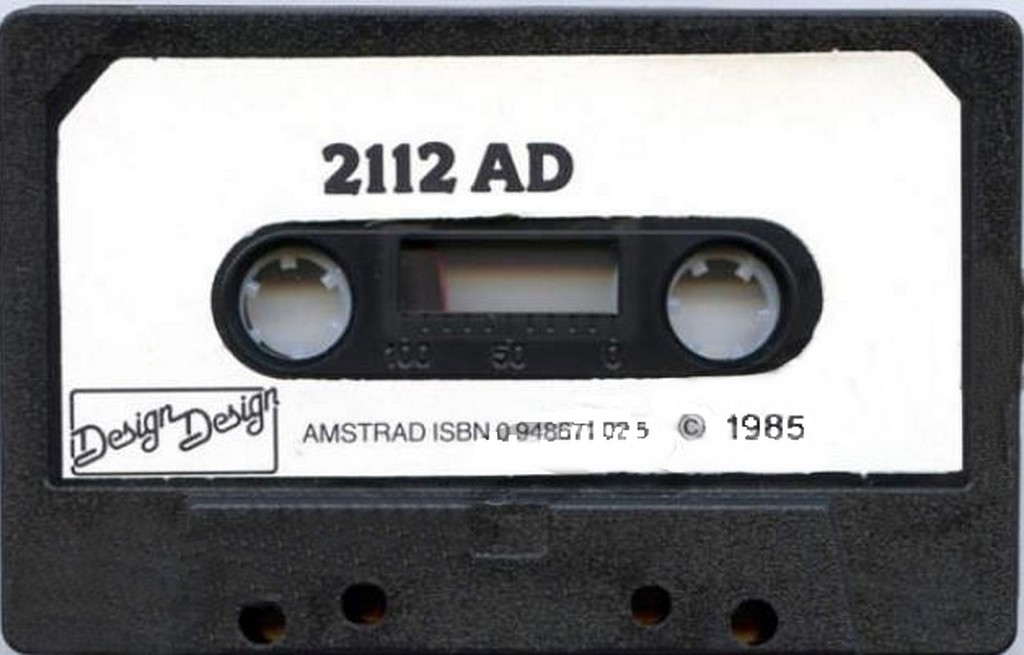 2112 AD
100 50 0
Design Design
AMSTRAD ISBN 0 948671 02 5 © 1985